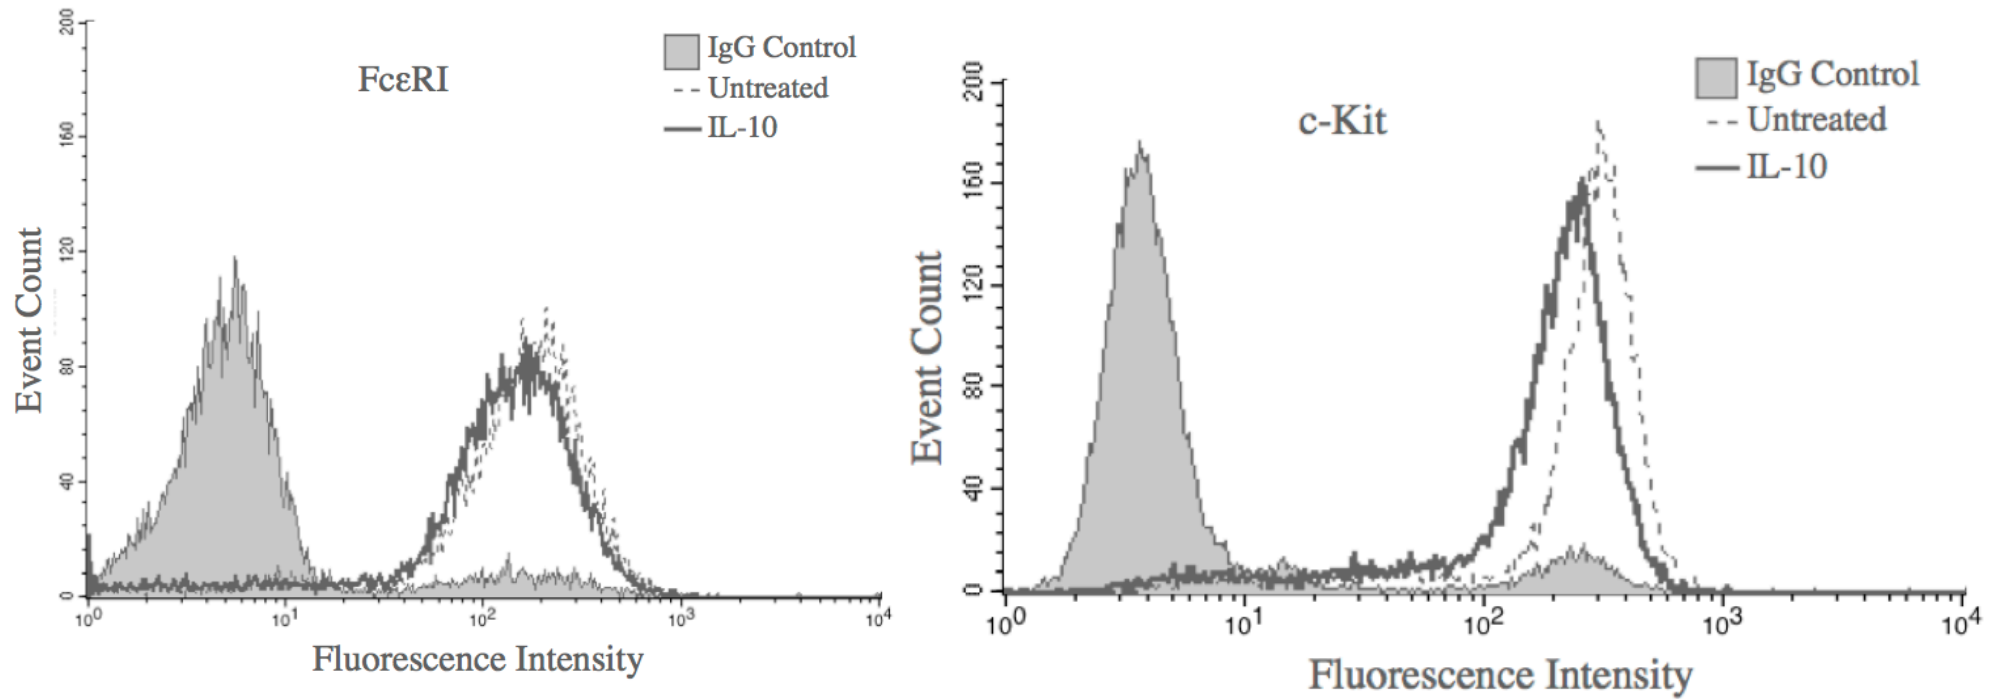 FcεRI
IgG Control
Untreated
IL-10
200
160
120
80
40
0
Event Count
10⁰
10¹
10²
10³
10⁴
Fluorescence Intensity
c-Kit
IgG Control
Untreated
IL-10
200
160
120
80
40
0
Event Count
10⁰
10¹
10²
10³
10⁴
Fluorescence Intensity